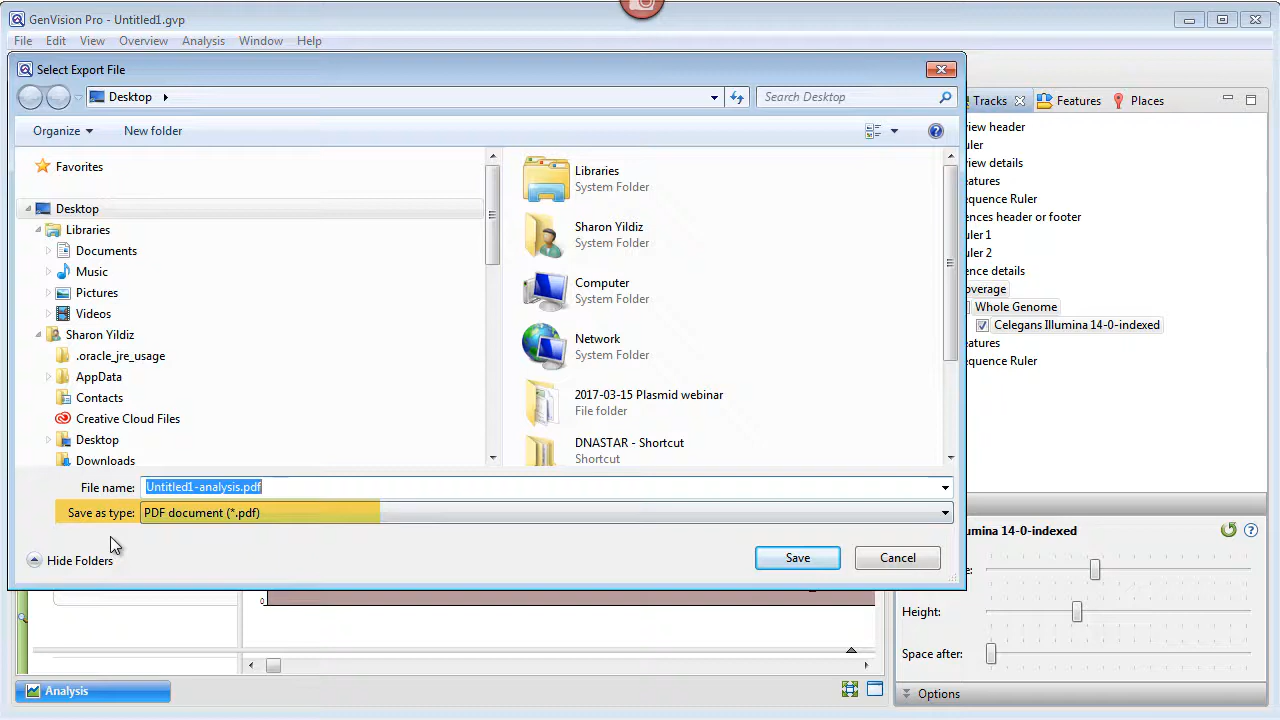 GenVision Pro - Untitled1.gvp
File Edit View Overview Analysis Window Help
Select Export File
Desktop
Search Desktop
Organize New folder
Favorites
Desktop
Libraries
Documents
Music
Pictures
Videos
Sharon Yildiz
.oracle_jre_usage
AppData
Contacts
Creative Cloud Files
Desktop
Downloads
Libraries
System Folder
Sharon Yildiz
System Folder
Computer
System Folder
Network
System Folder
2017-03-15 Plasmid webinar
File folder
DNASTAR - Shortcut
Shortcut
File name: Untitled1-analysis.pdf
Save as type: PDF document (*.pdf)
Hide Folders
Save Cancel
Tracks Features Places
view header
uler
view details
eatures
equence Ruler
ences header or footer
uler 1
uler 2
ence details
overage
Whole Genome
Celegans Illumina 14-0-indexed
eatures
equence Ruler
umina 14-0-indexed
Height:
Space after:
Options
0
Analysis